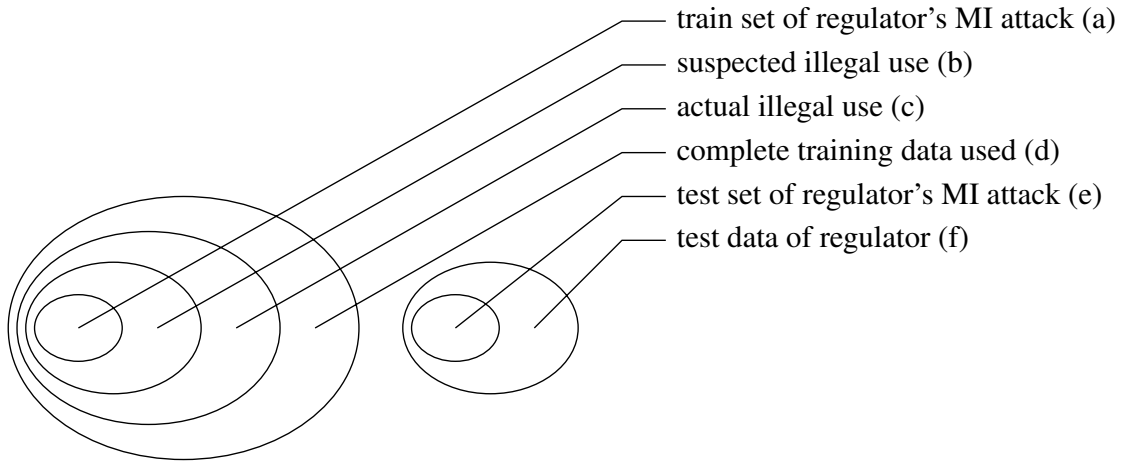 train set of regulator’s MI attack (a)
suspected illegal use (b)
actual illegal use (c)
complete training data used (d)
test set of regulator’s MI attack (e)
test data of regulator (f)